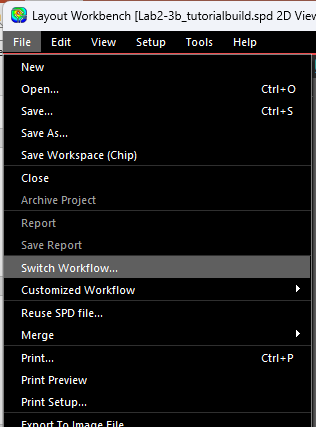 Layout Workbench [Lab2-3b_tutorialbuild.spd 2D View
File Edit View Setup Tools
New
Open... Ctrl+O
Save... Ctrl+S
Save As...
Save Workspace (Chip)
Close
Archive Project
Report
Save Report
Switch Workflow...
Customized Workflow
Reuse SPD file...
Merge
Print... Ctrl+P
Print Preview
Print Setup...
Export To Image File